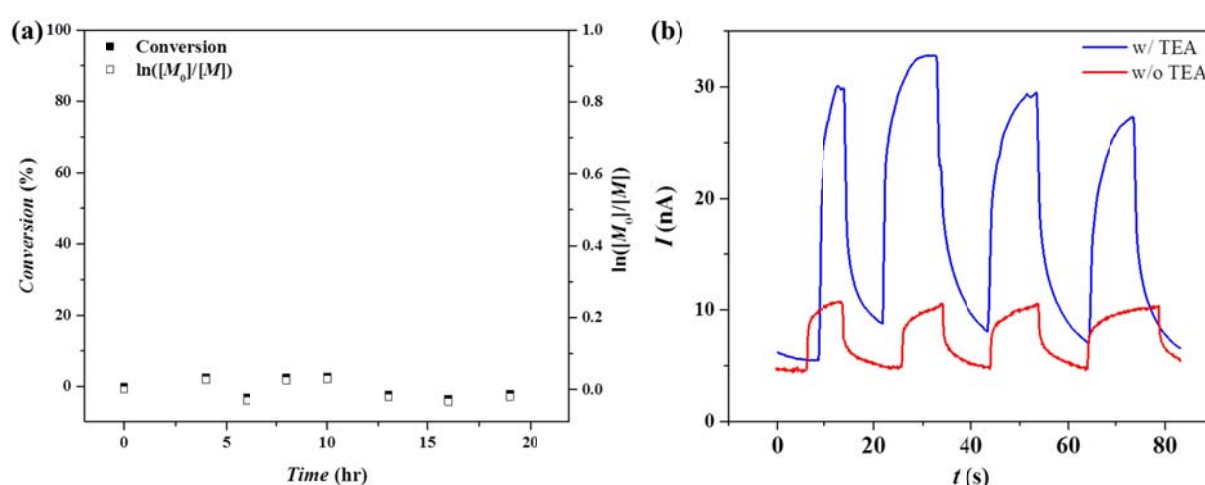 (a)
Conversion
ln([M₀]/[M])
100
80
60
40
20
0
Conversion (%)
1.0
0.8
0.6
0.4
0.2
0.0
ln([M₀]/[M])
0
5
10
15
20
Time (hr)
(b)
w/ TEA
w/o TEA
30
20
10
0
I (nA)
0
20
40
60
80
t (s)